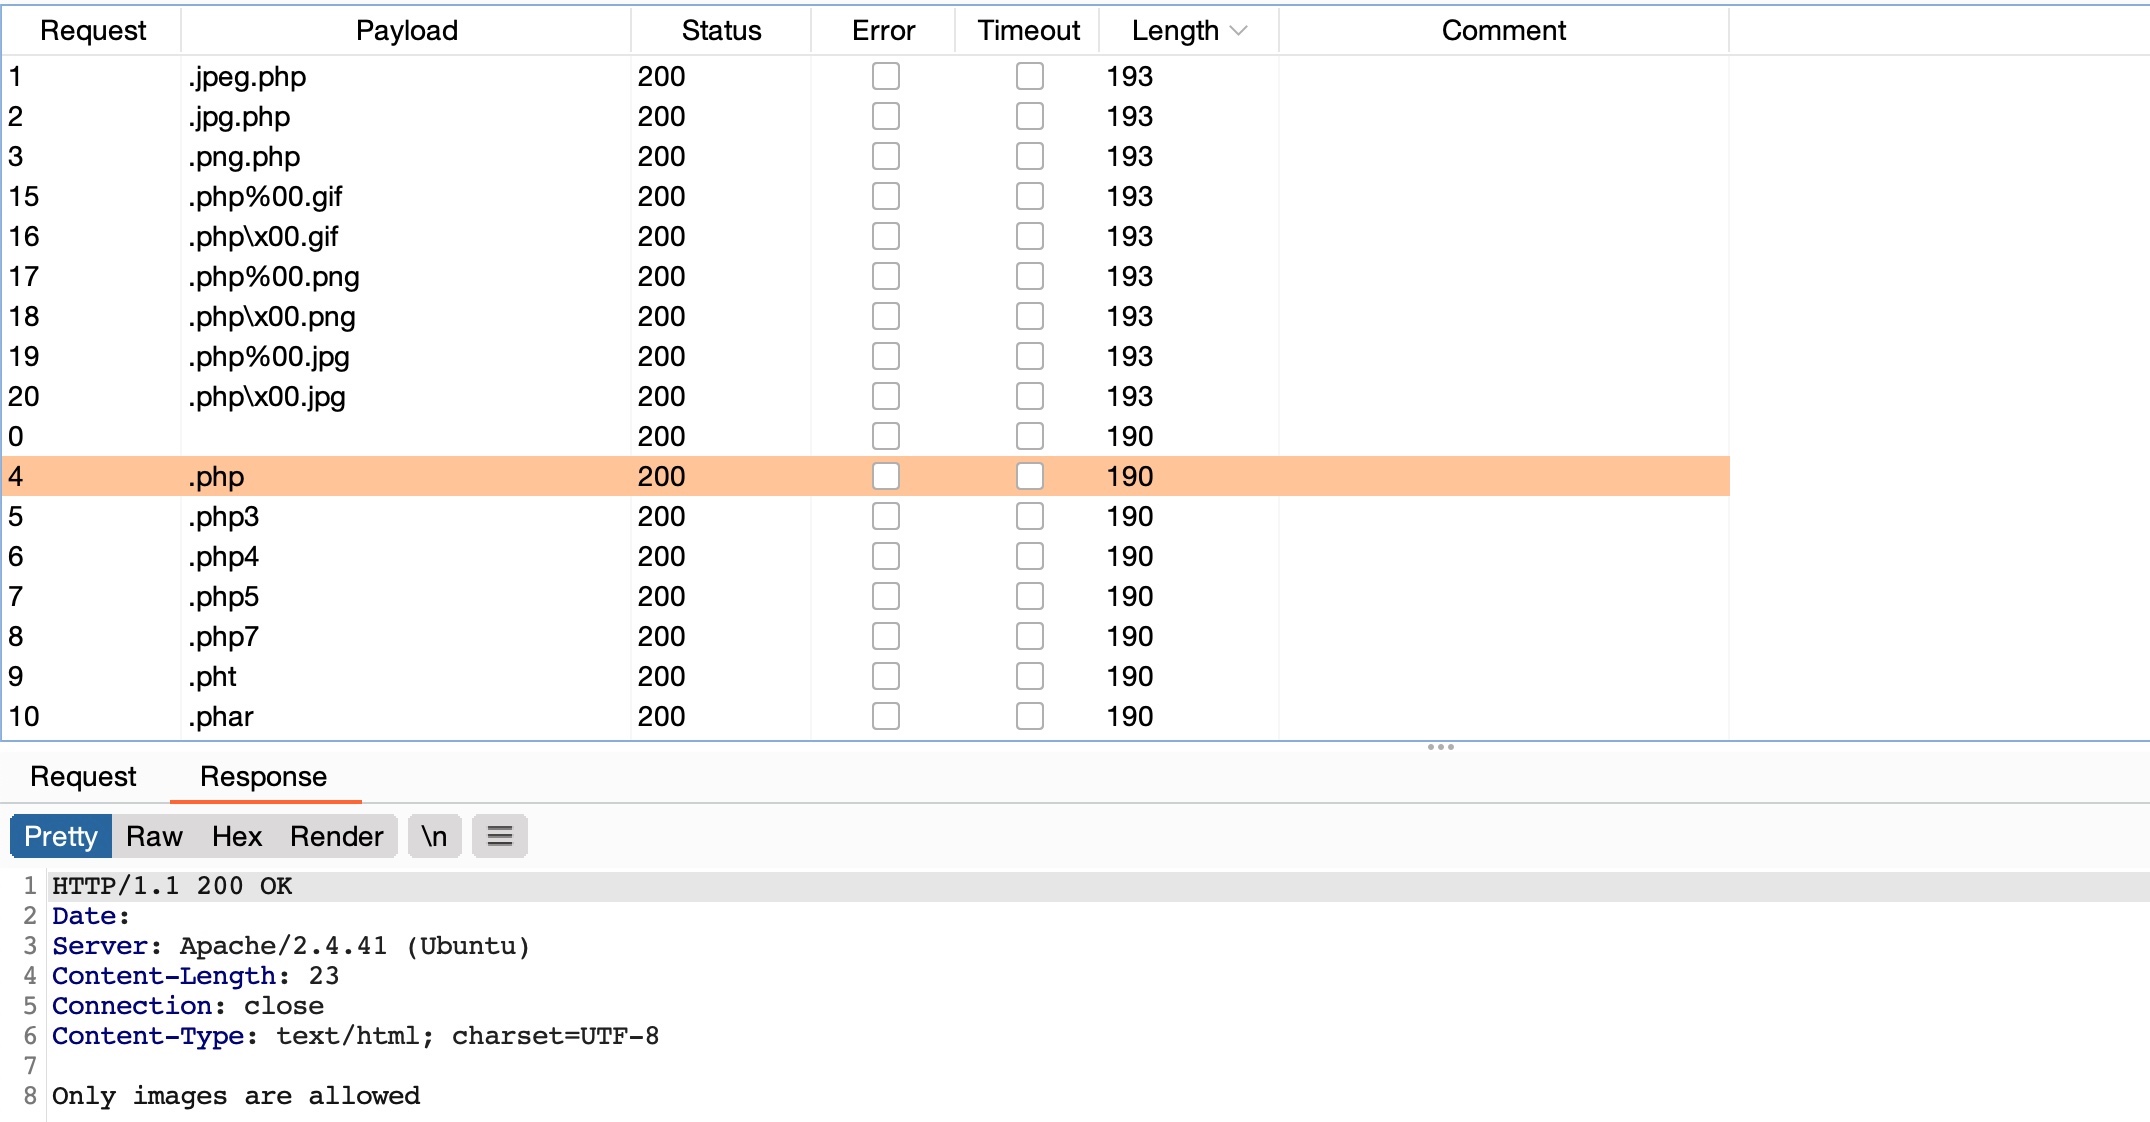 Request Payload Status Error Timeout Length Comment
1 .jpeg.php 200 193
2 .jpg.php 200 193
3 .png.php 200 193
15 .php%00.gif 200 193
16 .php\x00.gif 200 193
17 .php%00.png 200 193
18 .php\x00.png 200 193
19 .php%00.jpg 200 193
20 .php\x00.jpg 200 193
0 200 190
4 .php 200 190
5 .php3 200 190
6 .php4 200 190
7 .php5 200 190
8 .php7 200 190
9 .pht 200 190
10 .phar 200 190
Request Response
Pretty Raw Hex Render \n
1 HTTP/1.1 200 OK
2 Date:
3 Server: Apache/2.4.41 (Ubuntu)
4 Content-Length: 23
5 Connection: close
6 Content-Type: text/html; charset=UTF-8
7
8 Only images are allowed